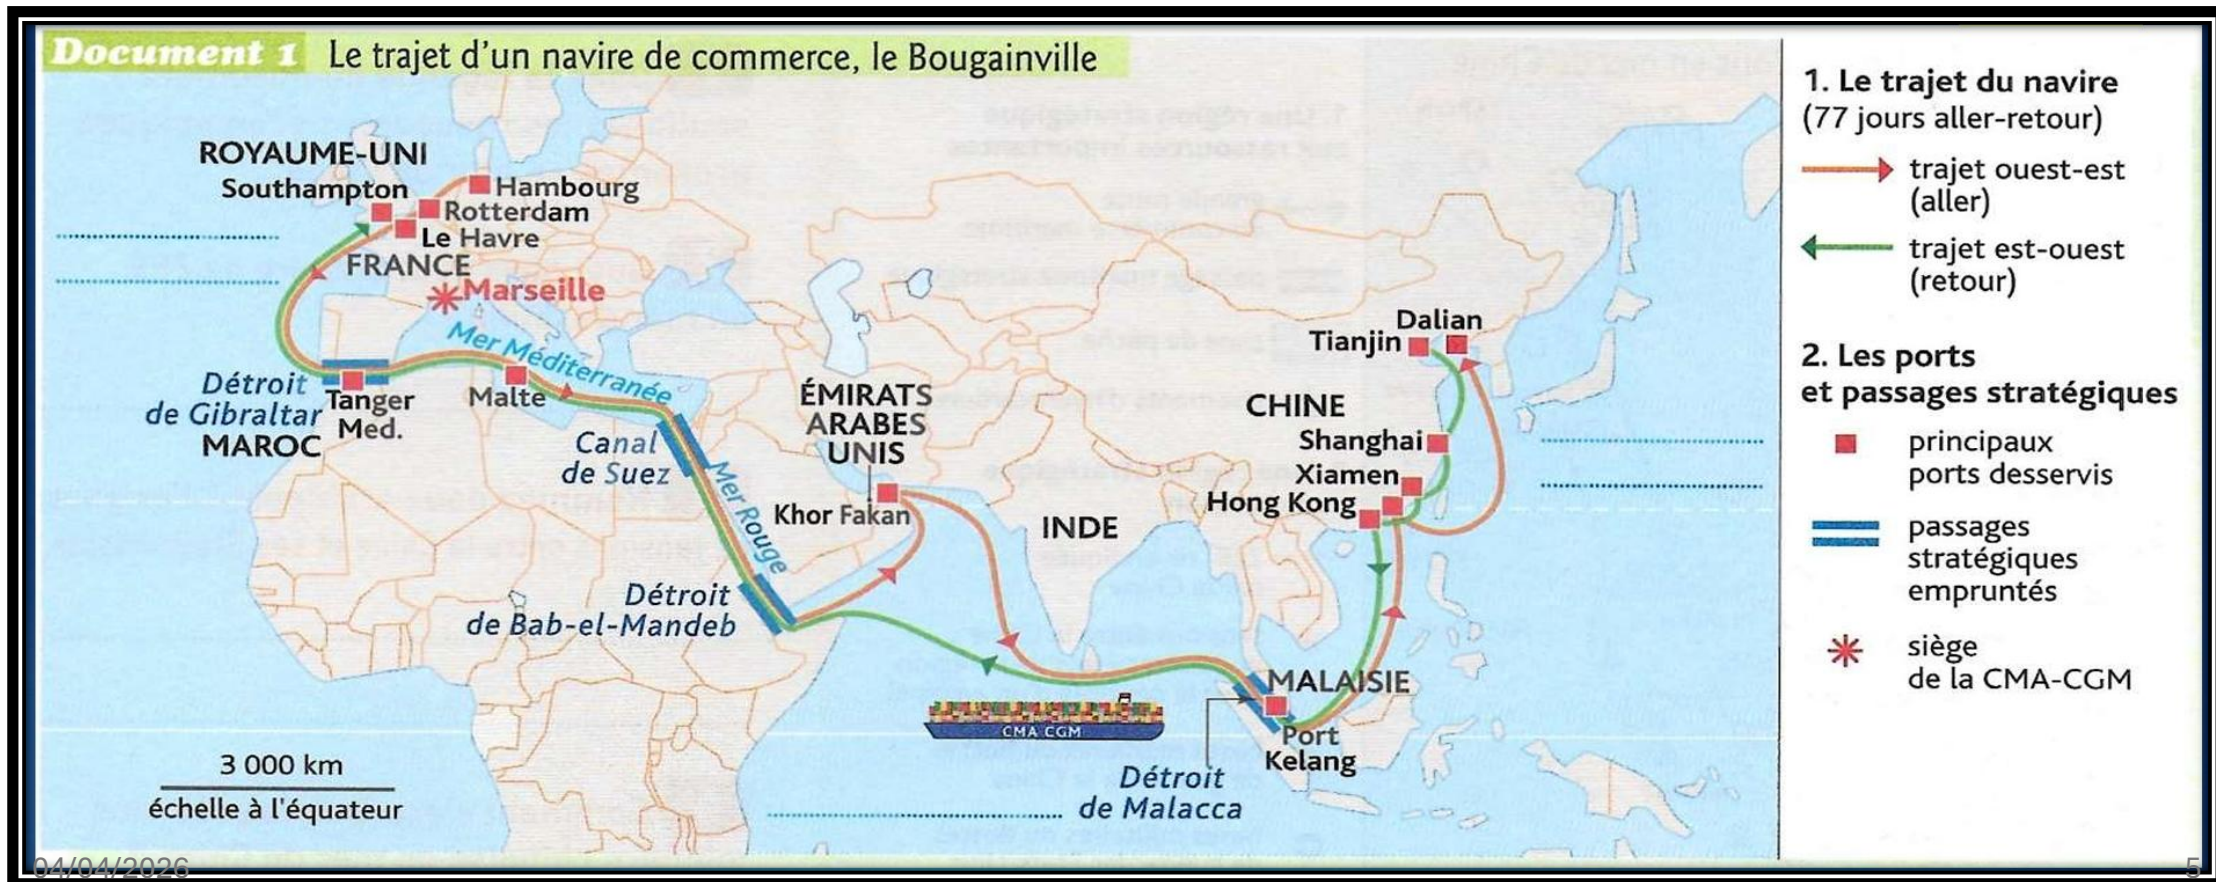 Document 1 Le trajet d'un navire de commerce, le Bougainville
ROYAUME-UNI
Southampton
Hambourg
Rotterdam
Le Havre
FRANCE
Marseille
Mer Méditerranée
Détroit
de Gibraltar
Tanger
Med.
MAROC
Malte
Canal
de Suez
Mer Rouge
ÉMIRATS
ARABES
UNIS
Khor Fakan
Détroit
de Bab-el-Mandeb
INDE
CHINE
Dalian
Tianjin
Shanghai
Xiamen
Hong Kong
MALAISIE
Port
Kelang
Détroit
de Malacca
CMA CGM
3 000 km
échelle à l'équateur
1. Le trajet du navire
(77 jours aller-retour)
trajet ouest-est
(aller)
trajet est-ouest
(retour)
2. Les ports
et passages stratégiques
principaux
ports desservis
passages
stratégiques
empruntés
siège
de la CMA-CGM
04/04/2026
5